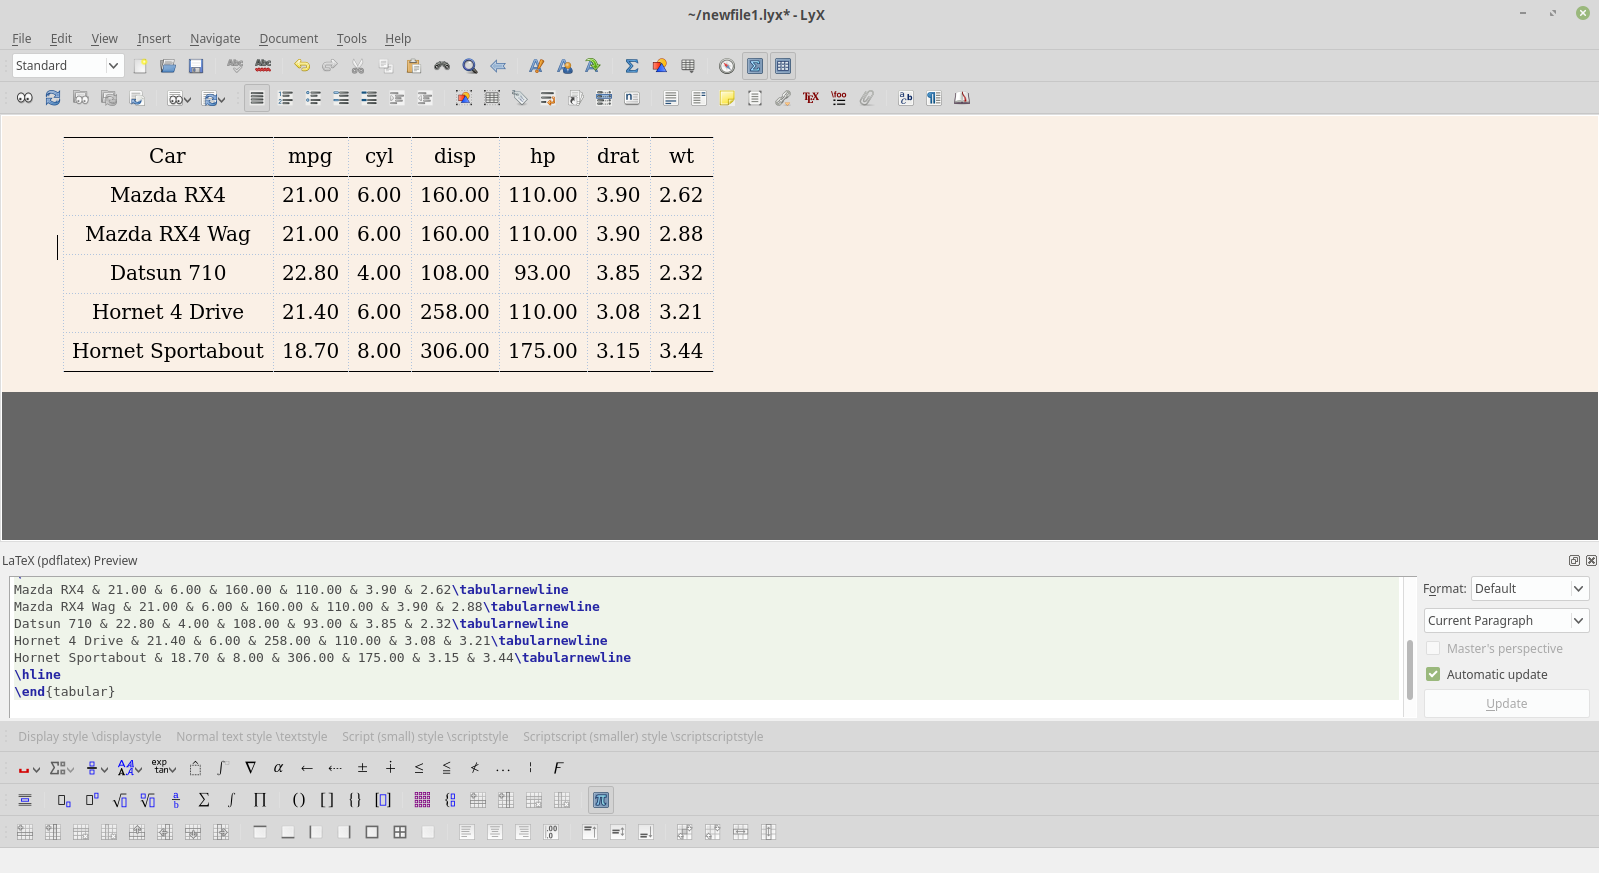 ~/newfile1.lyx* - LyX
File Edit View Insert Navigate Document Tools Help
Standard
Abc Abc
TEX \foo a.b
Car mpg cyl disp hp drat wt
Mazda RX4 21.00 6.00 160.00 110.00 3.90 2.62
Mazda RX4 Wag 21.00 6.00 160.00 110.00 3.90 2.88
Datsun 710 22.80 4.00 108.00 93.00 3.85 2.32
Hornet 4 Drive 21.40 6.00 258.00 110.00 3.08 3.21
Hornet Sportabout 18.70 8.00 306.00 175.00 3.15 3.44
LaTeX (pdflatex) Preview
Mazda RX4 & 21.00 & 6.00 & 160.00 & 110.00 & 3.90 & 2.62\tabularnewline
Mazda RX4 Wag & 21.00 & 6.00 & 160.00 & 110.00 & 3.90 & 2.88\tabularnewline
Datsun 710 & 22.80 & 4.00 & 108.00 & 93.00 & 3.85 & 2.32\tabularnewline
Hornet 4 Drive & 21.40 & 6.00 & 258.00 & 110.00 & 3.08 & 3.21\tabularnewline
Hornet Sportabout & 18.70 & 8.00 & 306.00 & 175.00 & 3.15 & 3.44\tabularnewline
\hline
\end{tabular}
Format: Default
Current Paragraph
Master's perspective
Automatic update
Update
Display style \displaystyle Normal text style \textstyle Script (small) style \scriptstyle Scriptscript (smaller) style \scriptscriptstyle
exp tan ∫ ∇ α ← ⇠ ± ∔ ≤ ≦ ≮ … ¦ F
a/b Σ ∫ Π () [] {} [] π
.00 .0